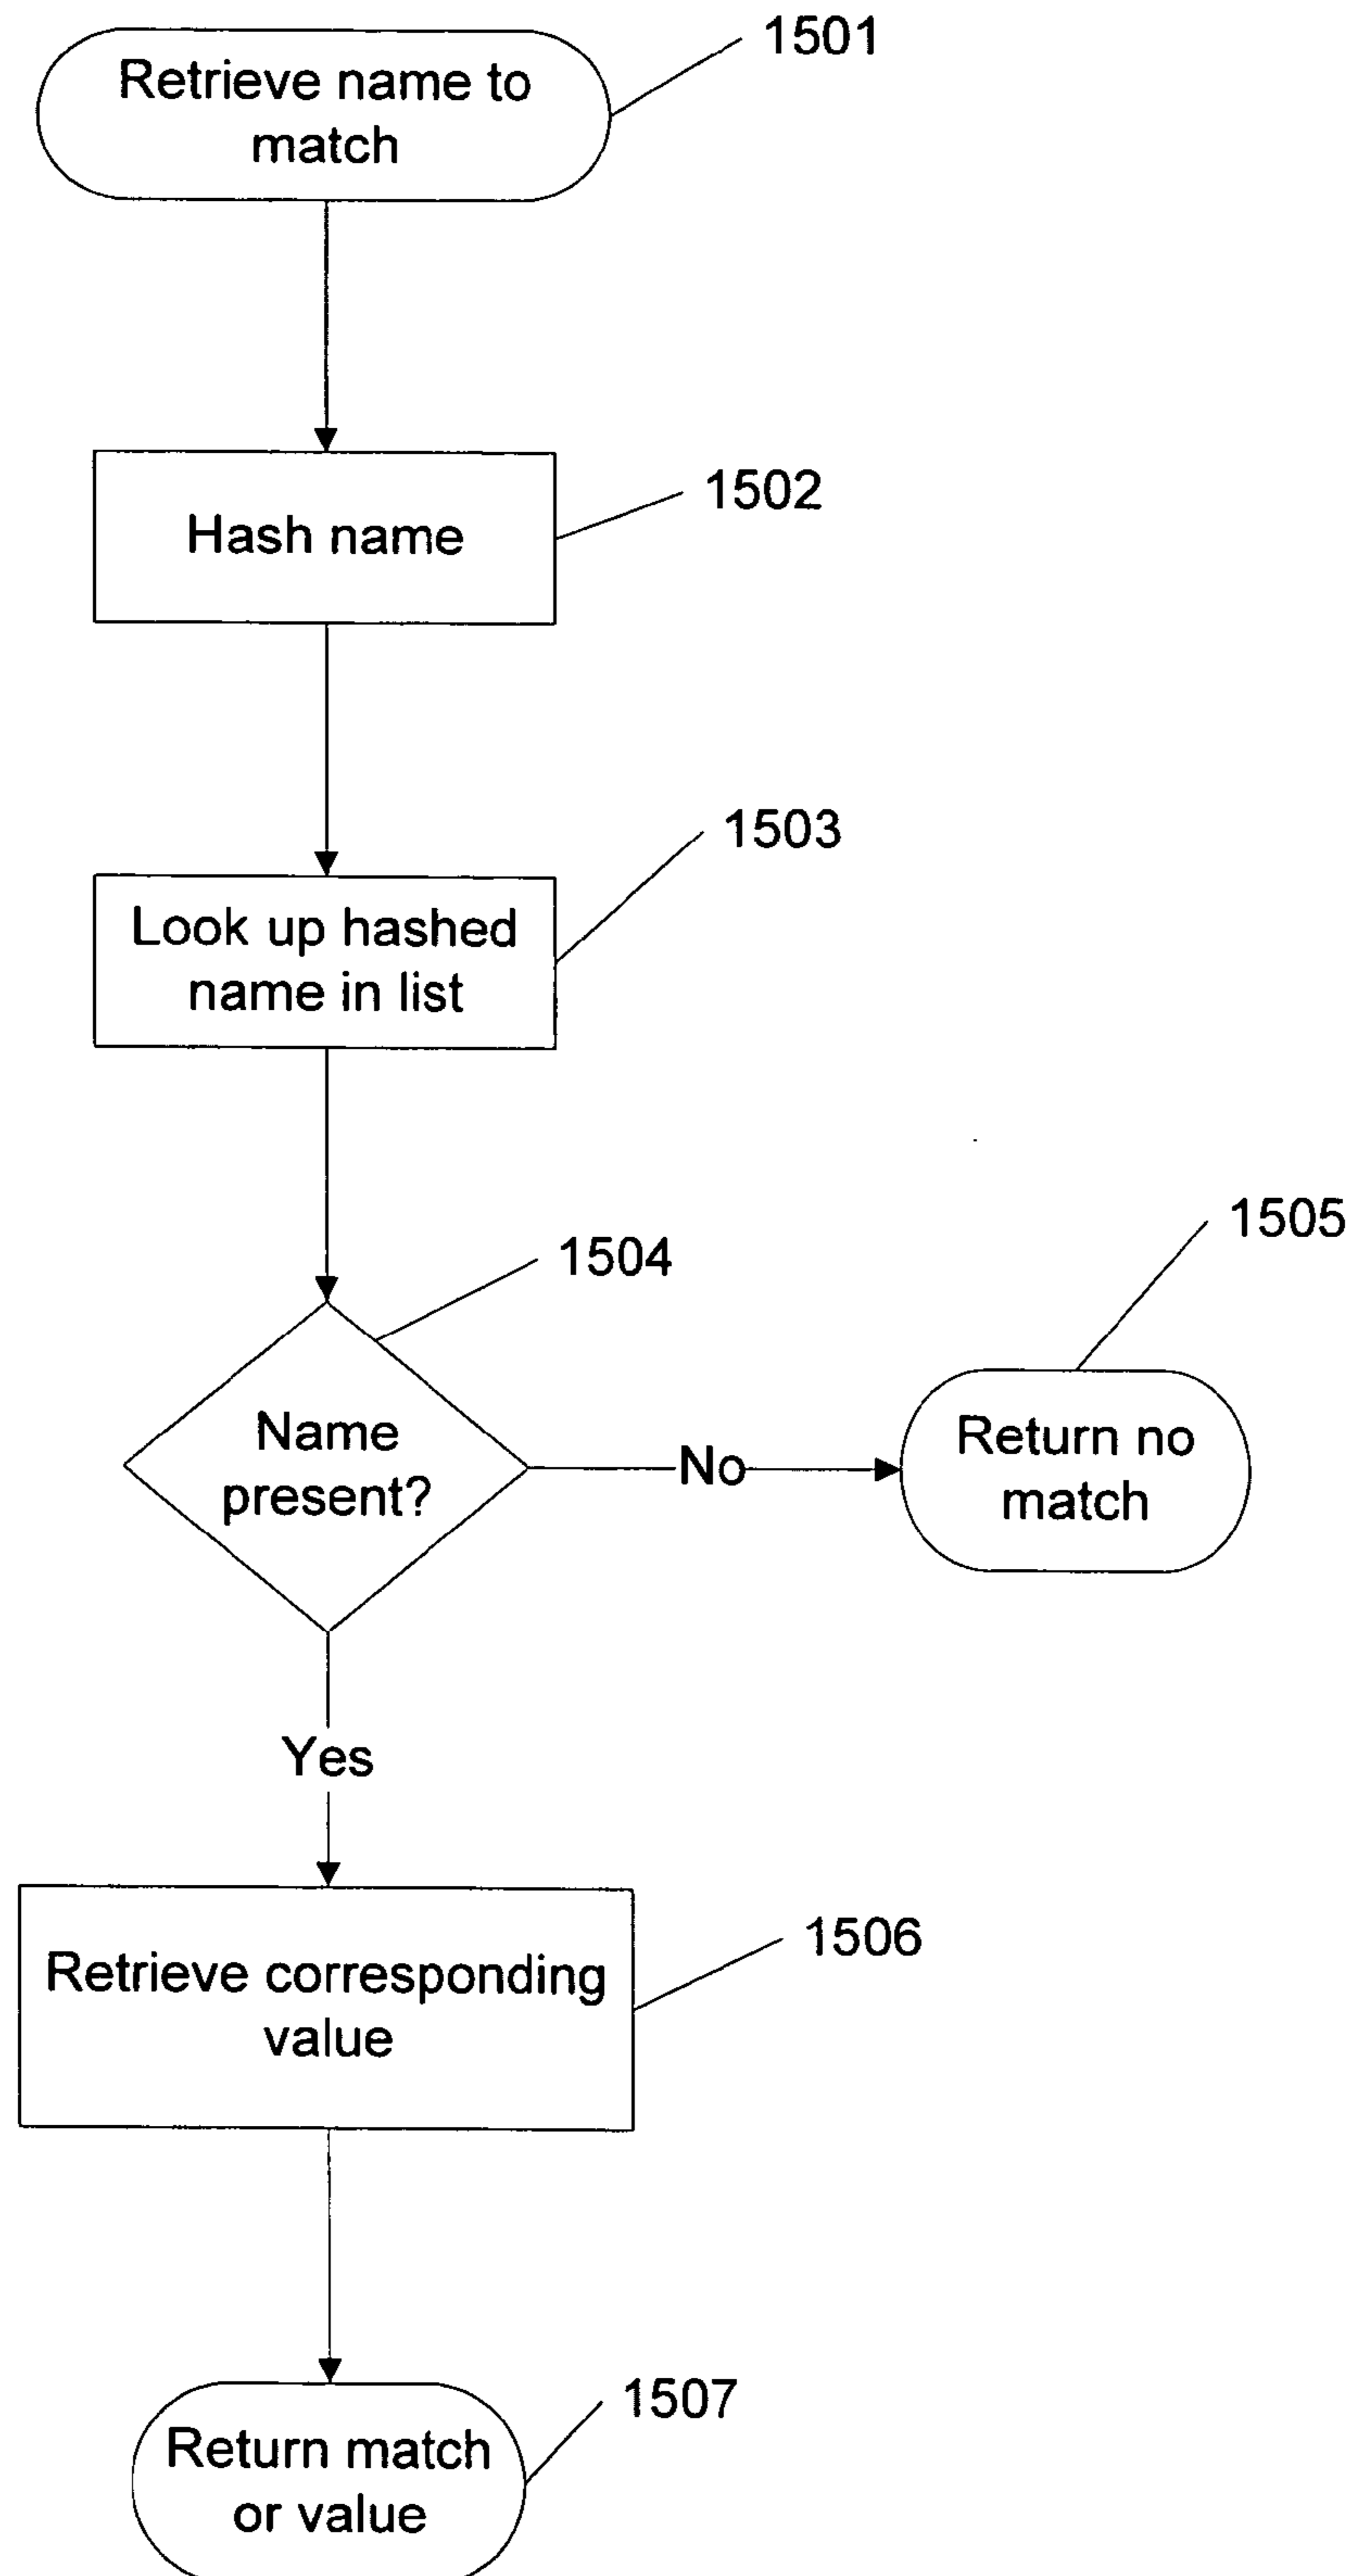 1501
Retrieve name to
match
1502
Hash name
1503
Look up hashed
name in list
1504
1505
Name
present?
No
Return no
match
Yes
1506
Retrieve corresponding
value
1507
Return match
or value